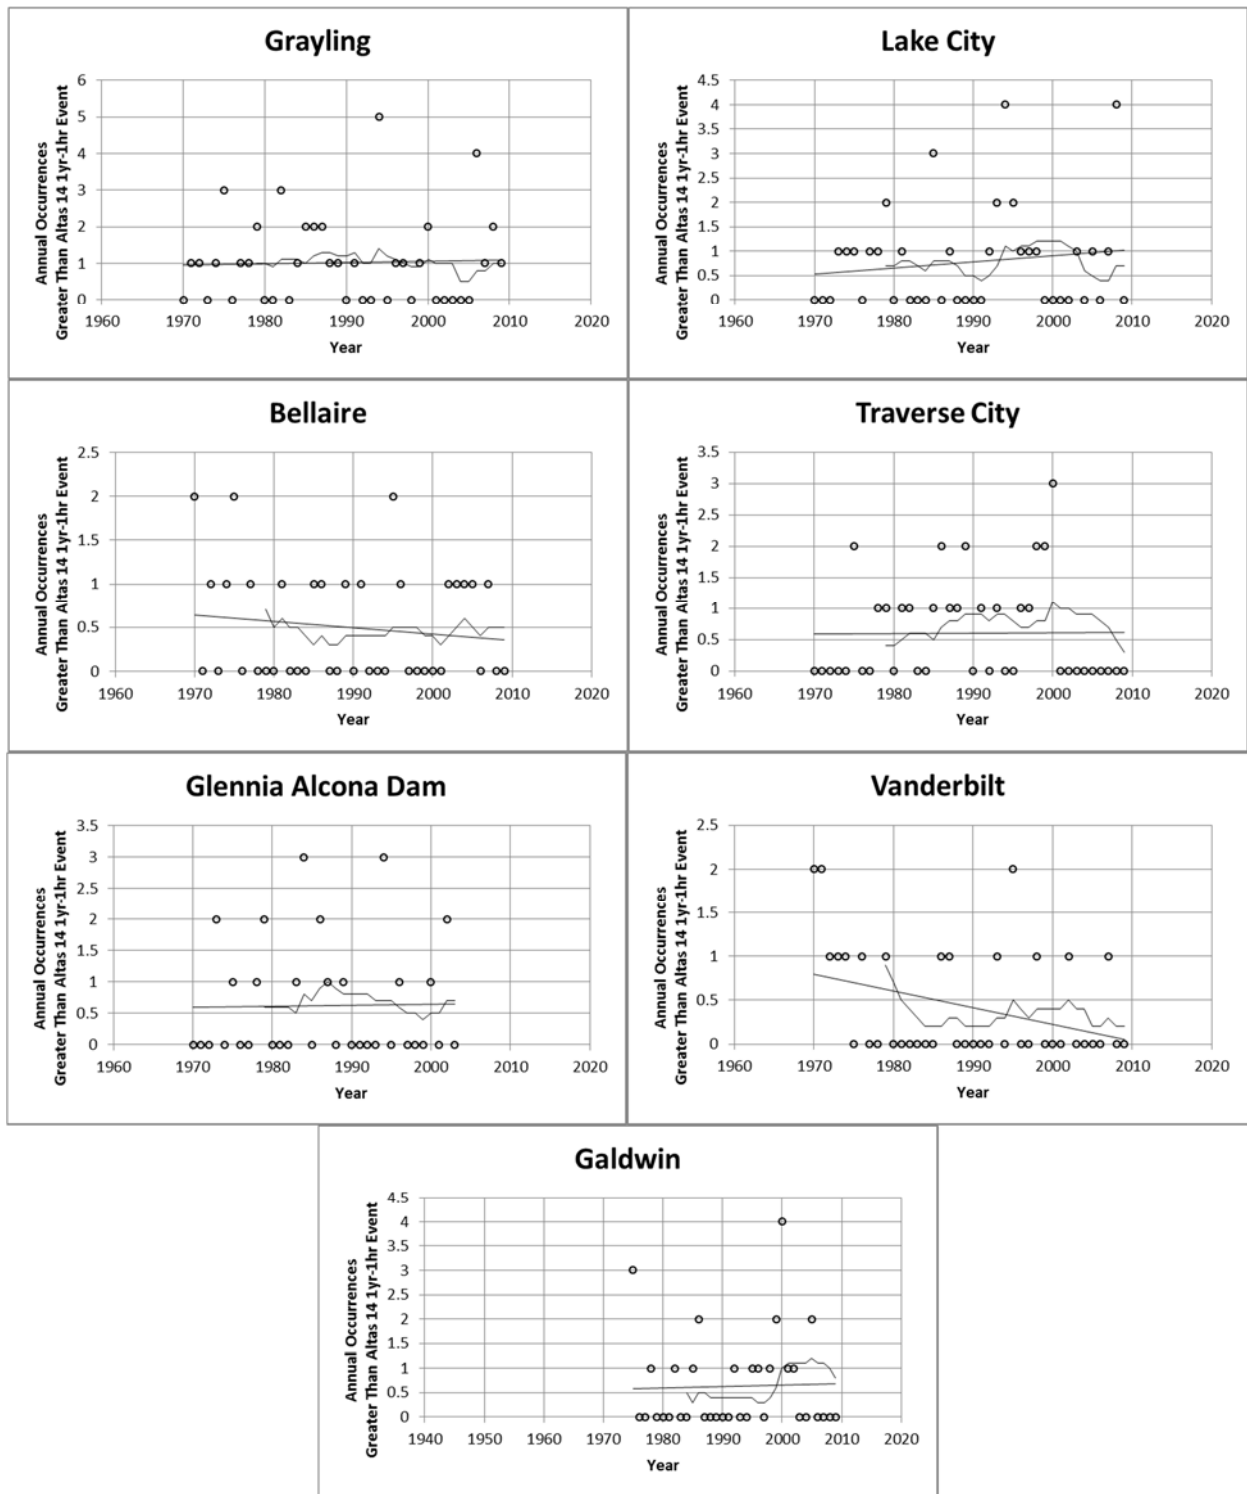 Grayling
Annual Occurrences
Greater Than Altas 14 1yr-1hr Event
6
5
4
3
2
1
0
1960 1970 1980 1990 2000 2010 2020
Year
Lake City
Annual Occurrences
Greater Than Altas 14 1yr-1hr Event
4.5
4
3.5
3
2.5
2
1.5
1
0.5
0
1960 1970 1980 1990 2000 2010 2020
Year
Bellaire
Annual Occurrences
Greater Than Altas 14 1yr-1hr Event
2.5
2
1.5
1
0.5
0
1960 1970 1980 1990 2000 2010 2020
Year
Traverse City
Annual Occurrences
Greater Than Altas 14 1yr-1hr Event
3.5
3
2.5
2
1.5
1
0.5
0
1960 1970 1980 1990 2000 2010 2020
Year
Glennia Alcona Dam
Annual Occurrences
Greater Than Altas 14 1yr-1hr Event
3.5
3
2.5
2
1.5
1
0.5
0
1960 1970 1980 1990 2000 2010 2020
Year
Vanderbilt
Annual Occurrences
Greater Than Altas 14 1yr-1hr Event
2.5
2
1.5
1
0.5
0
1960 1970 1980 1990 2000 2010 2020
Year
Galdwin
Annual Occurrences
Greater Than Altas 14 1yr-1hr Event
4.5
4
3.5
3
2.5
2
1.5
1
0.5
0
1940 1950 1960 1970 1980 1990 2000 2010 2020
Year